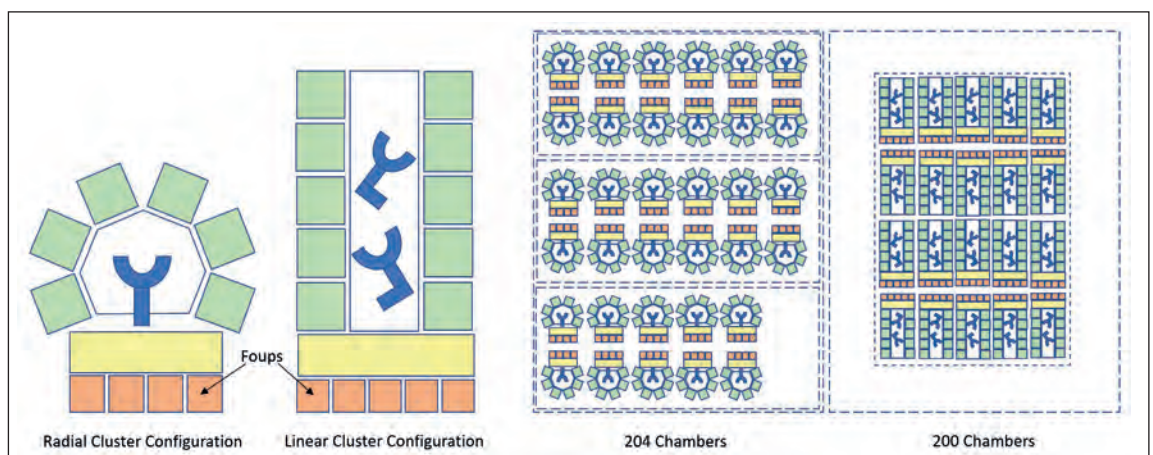 Foups
Radial Cluster Configuration
Linear Cluster Configuration
204 Chambers
200 Chambers